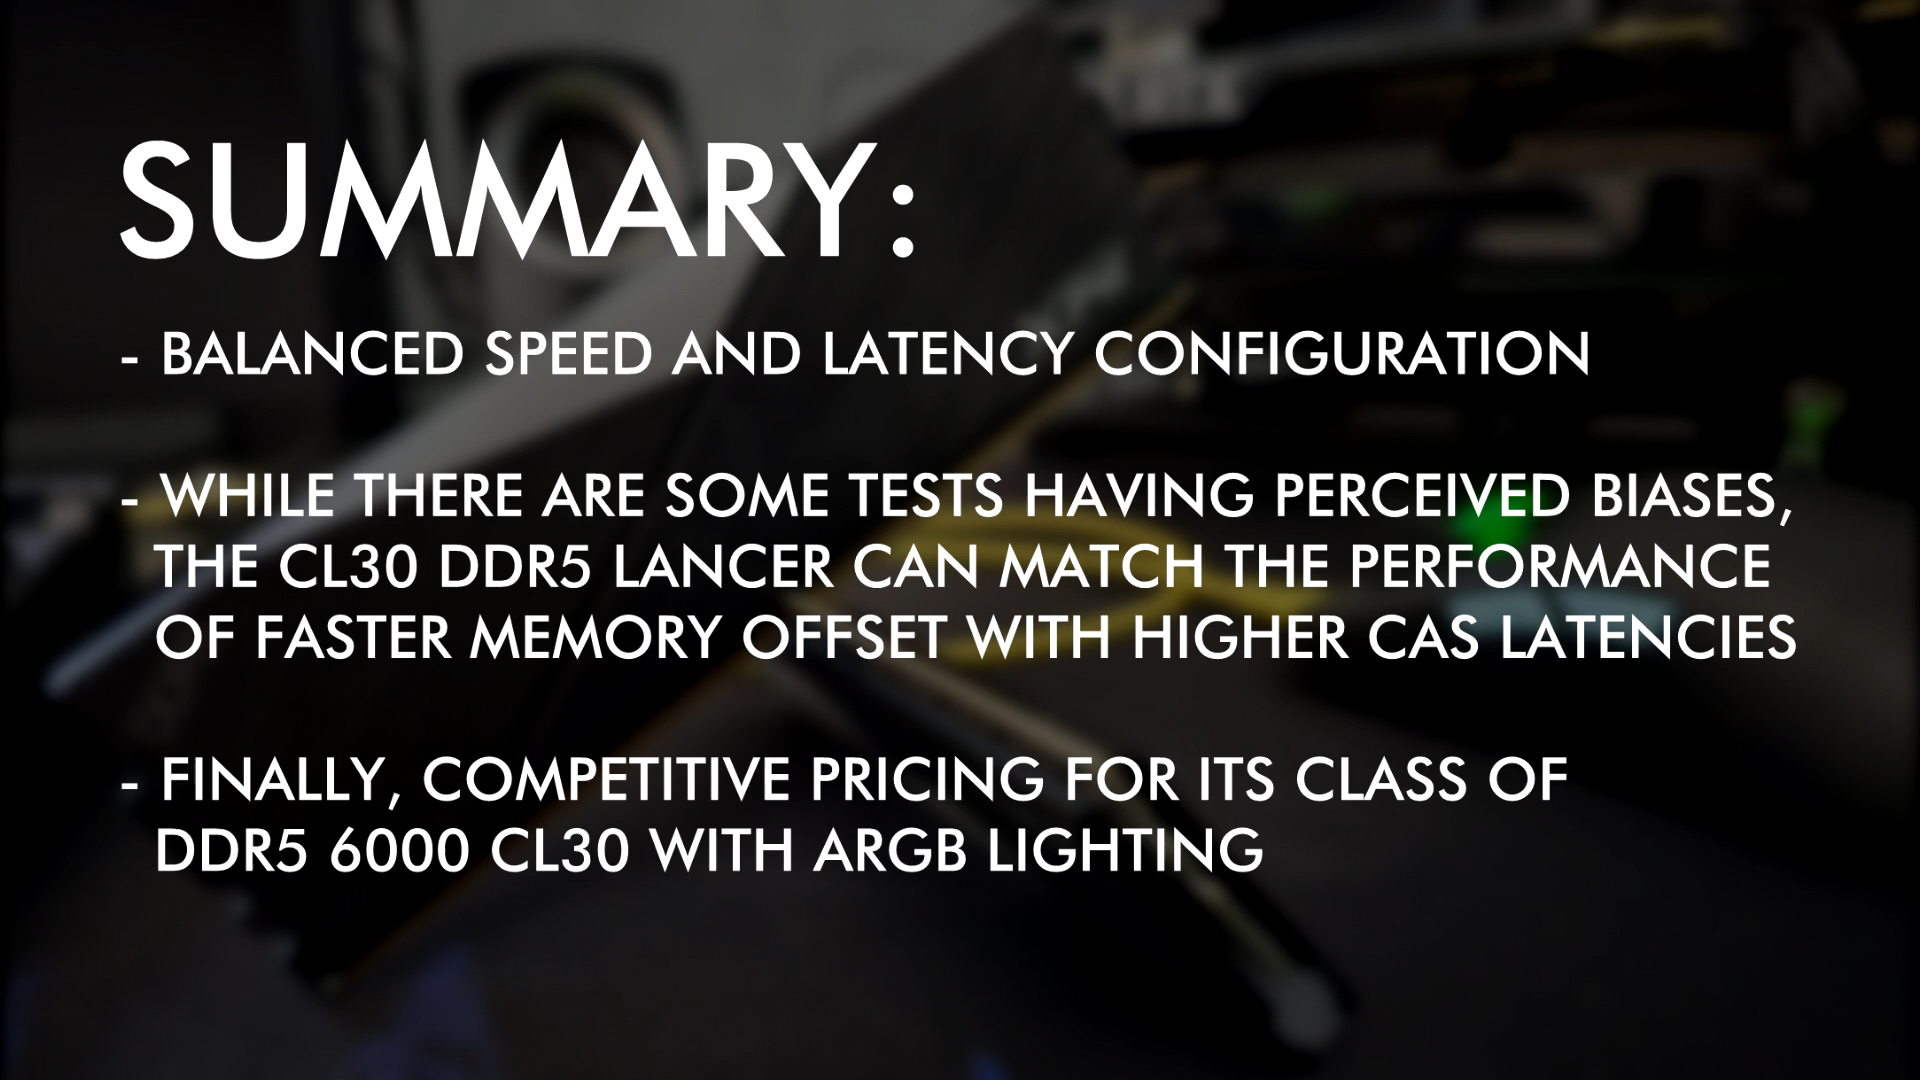 SUMMARY:
- BALANCED SPEED AND LATENCY CONFIGURATION
- WHILE THERE ARE SOME TESTS HAVING PERCEIVED BIASES,
THE CL30 DDR5 LANCER CAN MATCH THE PERFORMANCE
OF FASTER MEMORY OFFSET WITH HIGHER CAS LATENCIES
- FINALLY, COMPETITIVE PRICING FOR ITS CLASS OF
DDR5 6000 CL30 WITH ARGB LIGHTING